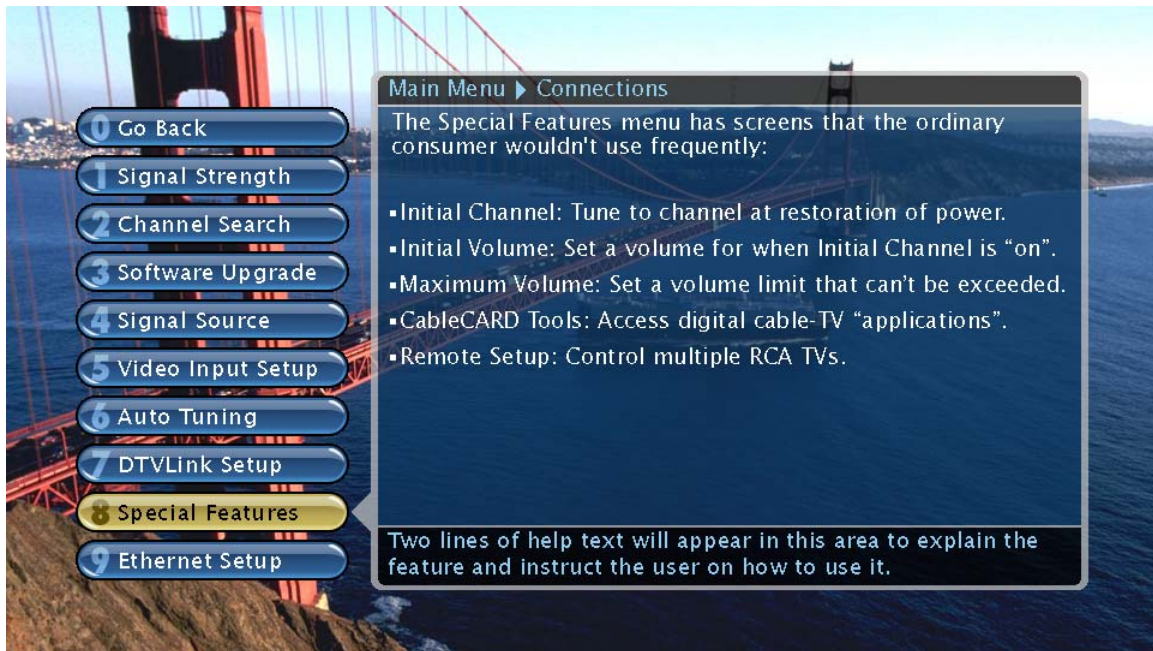 Main Menu ▶ Connections
0 Go Back
1 Signal Strength
2 Channel Search
3 Software Upgrade
4 Signal Source
5 Video Input Setup
6 Auto Tuning
7 DTVLink Setup
8 Special Features
9 Ethernet Setup
The Special Features menu has screens that the ordinary
consumer wouldn't use frequently:
▪Initial Channel: Tune to channel at restoration of power.
▪Initial Volume: Set a volume for when Initial Channel is “on”.
▪Maximum Volume: Set a volume limit that can’t be exceeded.
▪CableCARD Tools: Access digital cable-TV “applications”.
▪Remote Setup: Control multiple RCA TVs.
Two lines of help text will appear in this area to explain the
feature and instruct the user on how to use it.